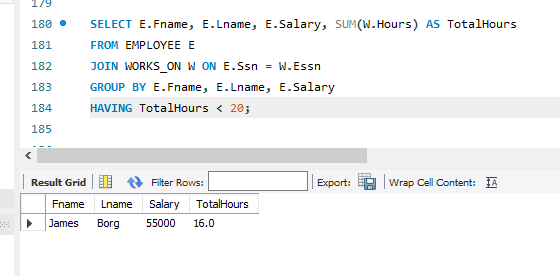 179
180 SELECT E.Fname, E.Lname, E.Salary, SUM(W.Hours) AS TotalHours
181 FROM EMPLOYEE E
182 JOIN WORKS_ON W ON E.Ssn = W.Essn
183 GROUP BY E.Fname, E.Lname, E.Salary
184 HAVING TotalHours < 20;
185
Result Grid Filter Rows: Export: Wrap Cell Content:
Fname Lname Salary TotalHours
James Borg 55000 16.0